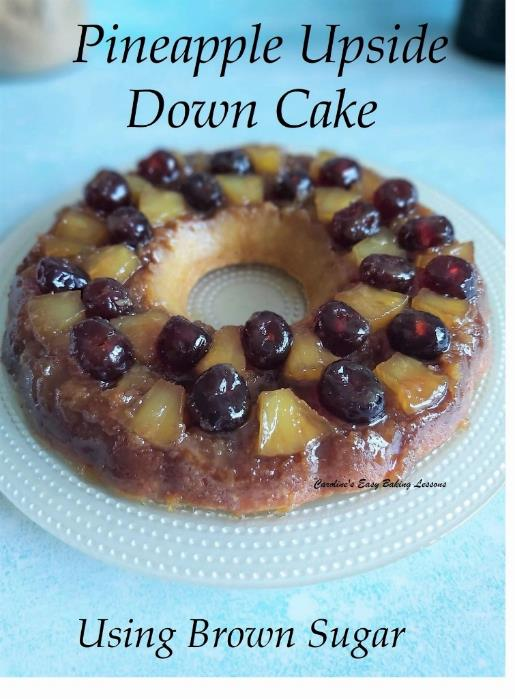 Pineapple Upside
Down Cake
Caroline's Easy Baking Lessons
Using Brown Sugar